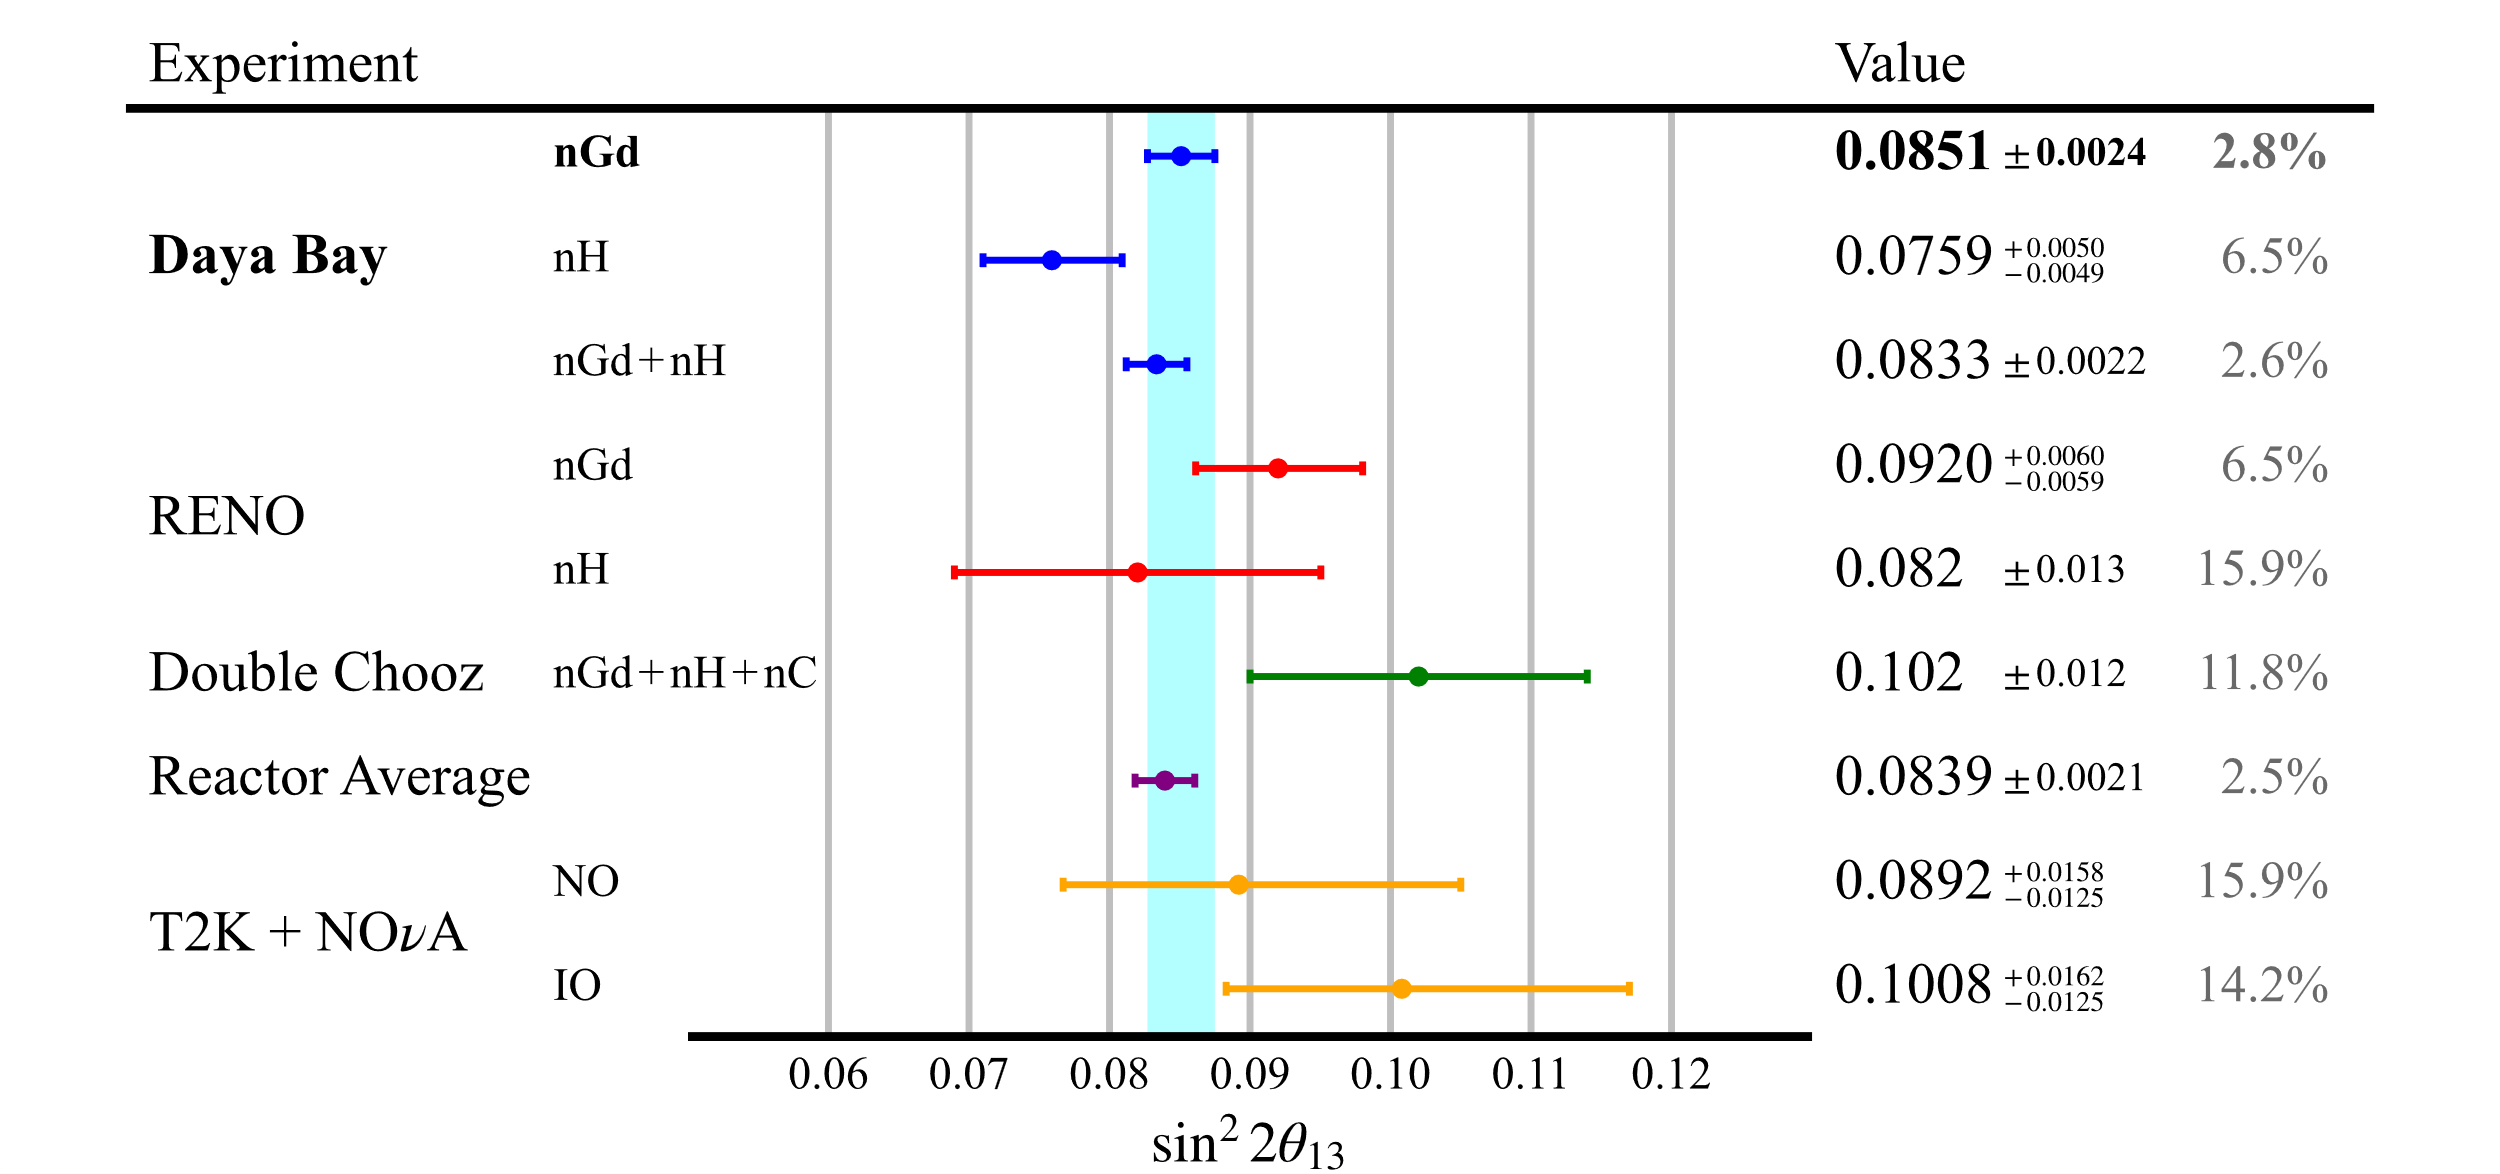 Experiment Value
nGd 0.0851 ±0.0024 2.8%
Daya Bay nH 0.0759 +0.0050 −0.0049 6.5%
nGd+nH 0.0833 ±0.0022 2.6%
nGd 0.0920 +0.0060 −0.0059 6.5%
RENO
nH 0.082 ±0.013 15.9%
Double Chooz nGd+nH+nC 0.102 ±0.012 11.8%
Reactor Average 0.0839 ±0.0021 2.5%
NO 0.0892 +0.0158 −0.0125 15.9%
T2K + NOνA
IO 0.1008 +0.0162 −0.0125 14.2%
0.06 0.07 0.08 0.09 0.10 0.11 0.12
sin² 2θ₁₃